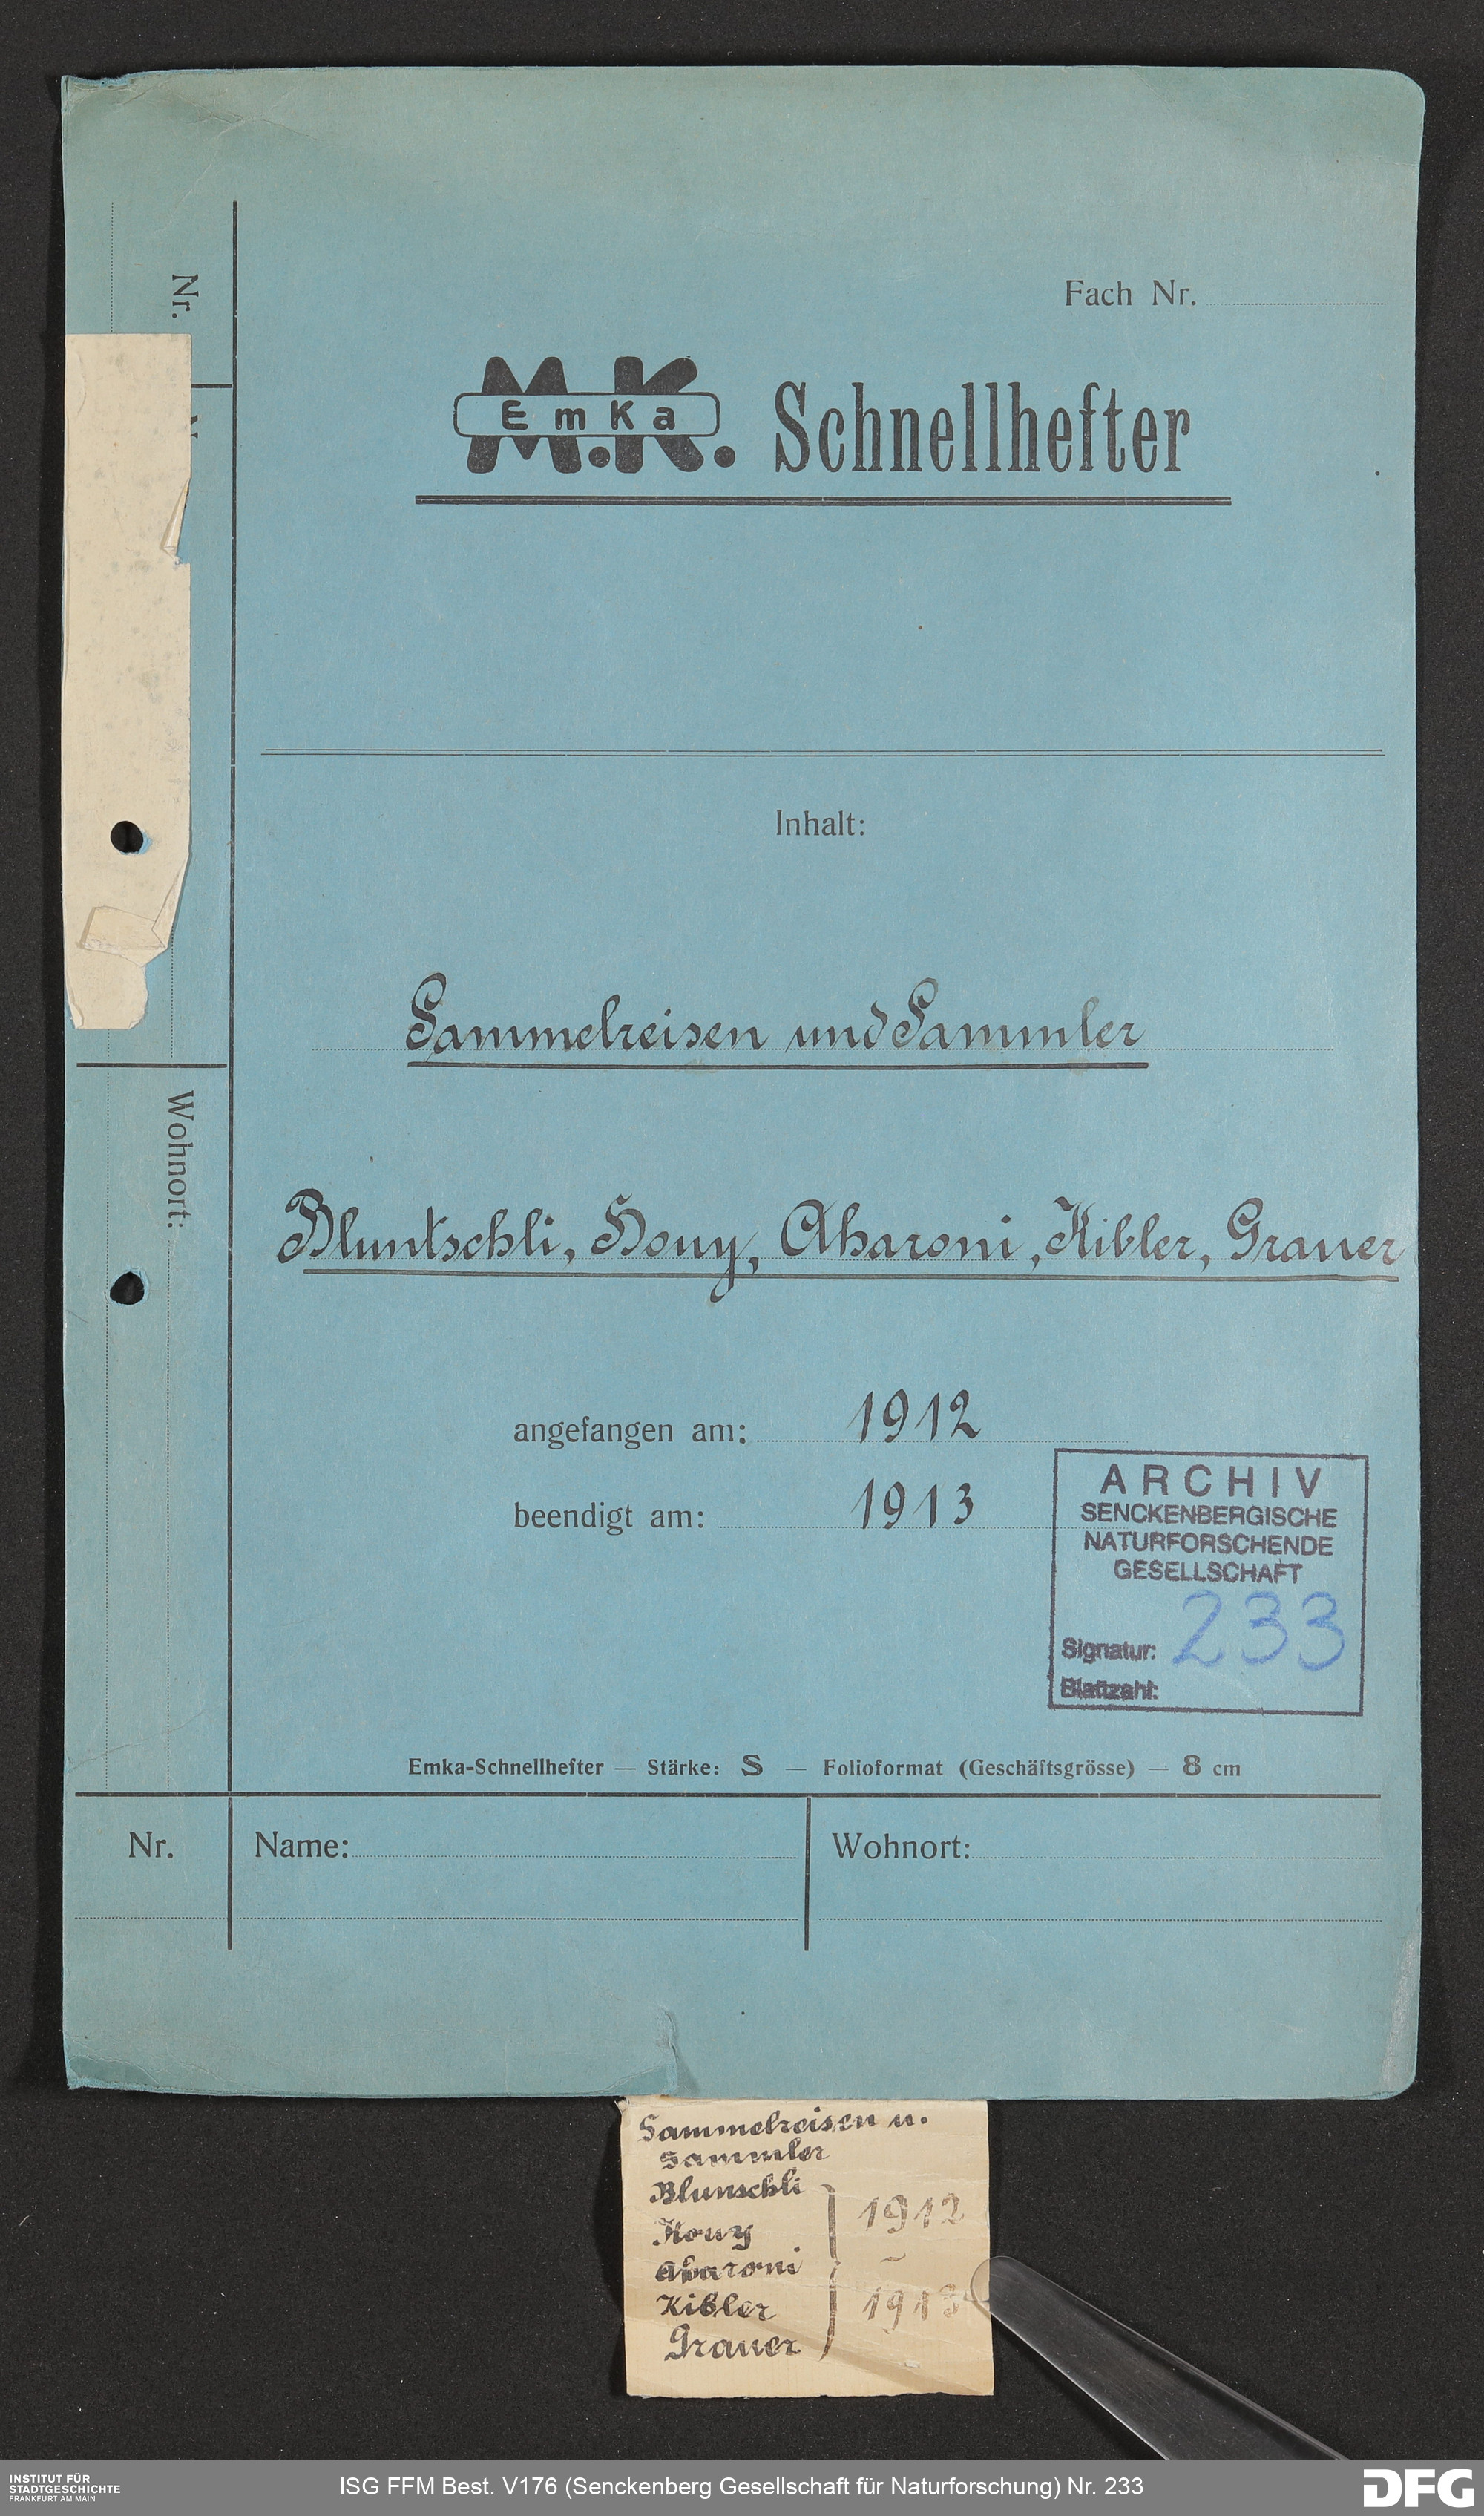 Fach Nr.
Nr.
M.K.
EmKa
Schnellhefter
Inhalt:
Sammelreisen und Sammler
Wohnort:
Bluntschli, Houy, Aharoni, Kibler, Grauer
angefangen am: 1912
beendigt am: 1913
ARCHIV
SENCKENBERGISCHE
NATURFORSCHENDE
GESELLSCHAFT
Signatur: 233
Blattzahl:
Emka-Schnellhefter — Stärke: S — Folioformat (Geschäftsgrösse) — 8 cm
Nr. Name: Wohnort:
Sammelreisen u.
Sammler
Blunschli
Houy
Aharoni
Kibler
Grauer
1912
~
1913
INSTITUT FÜR
STADTGESCHICHTE
FRANKFURT AM MAIN
ISG FFM Best. V176 (Senckenberg Gesellschaft für Naturforschung) Nr. 233
DFG